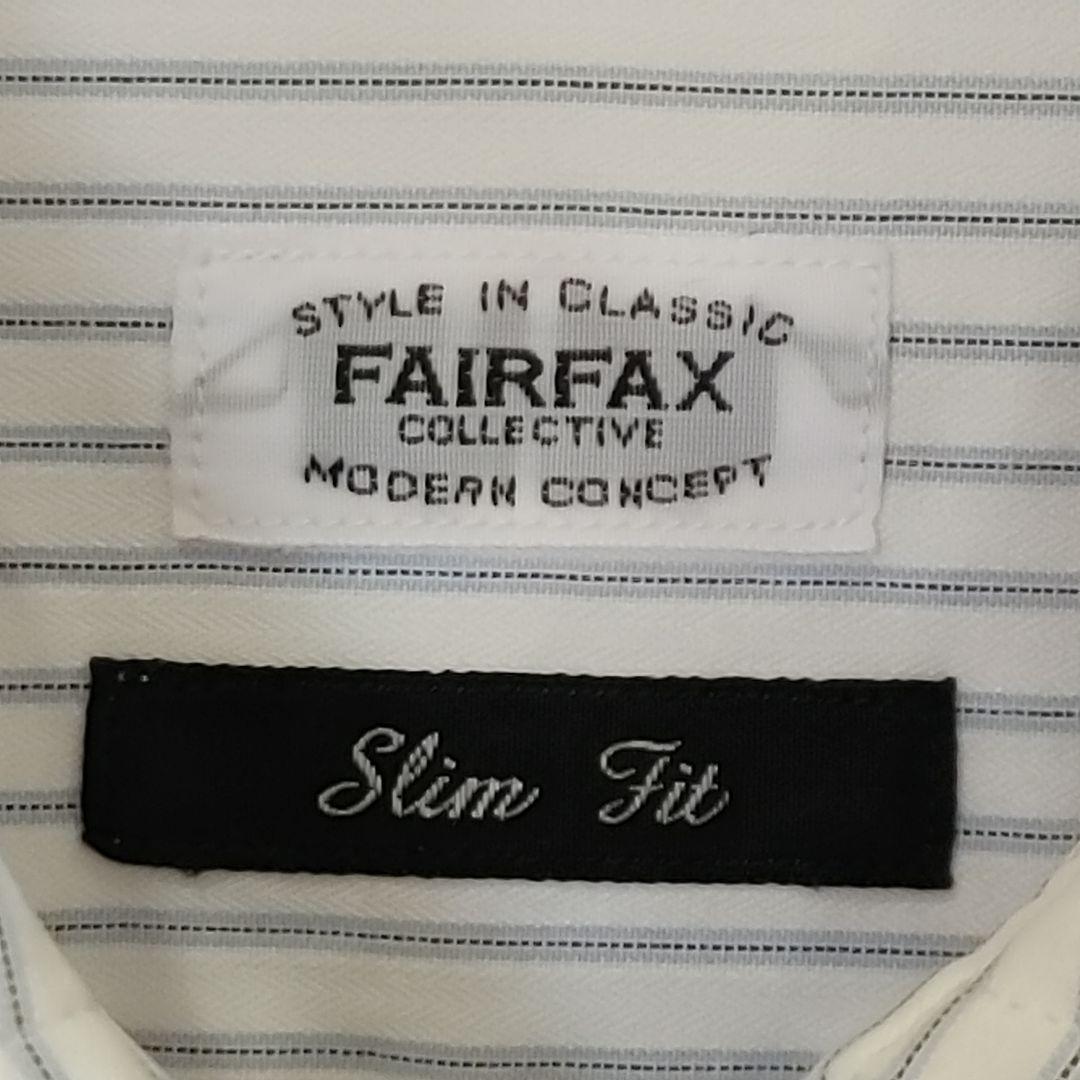 STYLE IN CLASSIC
FAIRFAX
COLLECTIVE
MODERN CONCEPT
Slim Fit